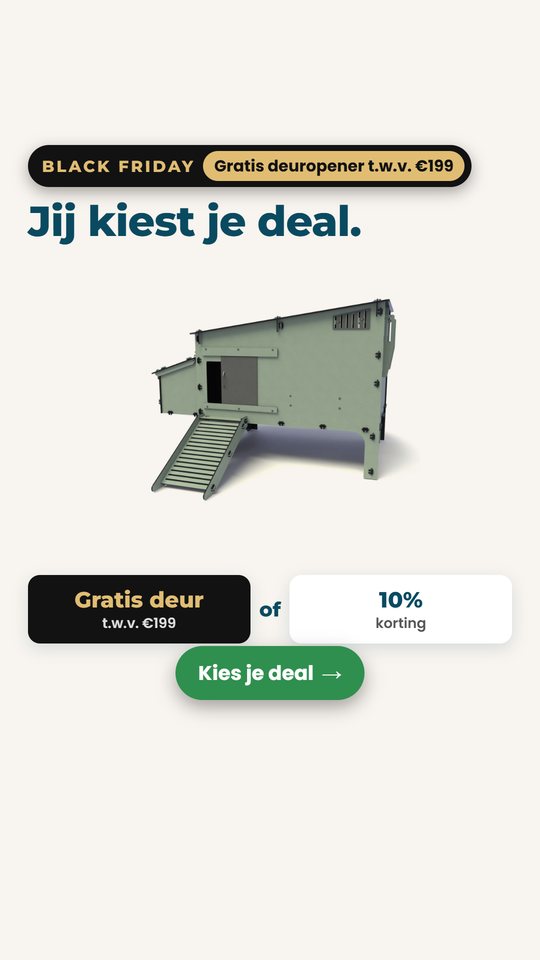 BLACK FRIDAY Gratis deuropener t.w.v. €199
Jij kiest je deal.
Gratis deur
t.w.v. €199
of
10%
korting
Kies je deal →